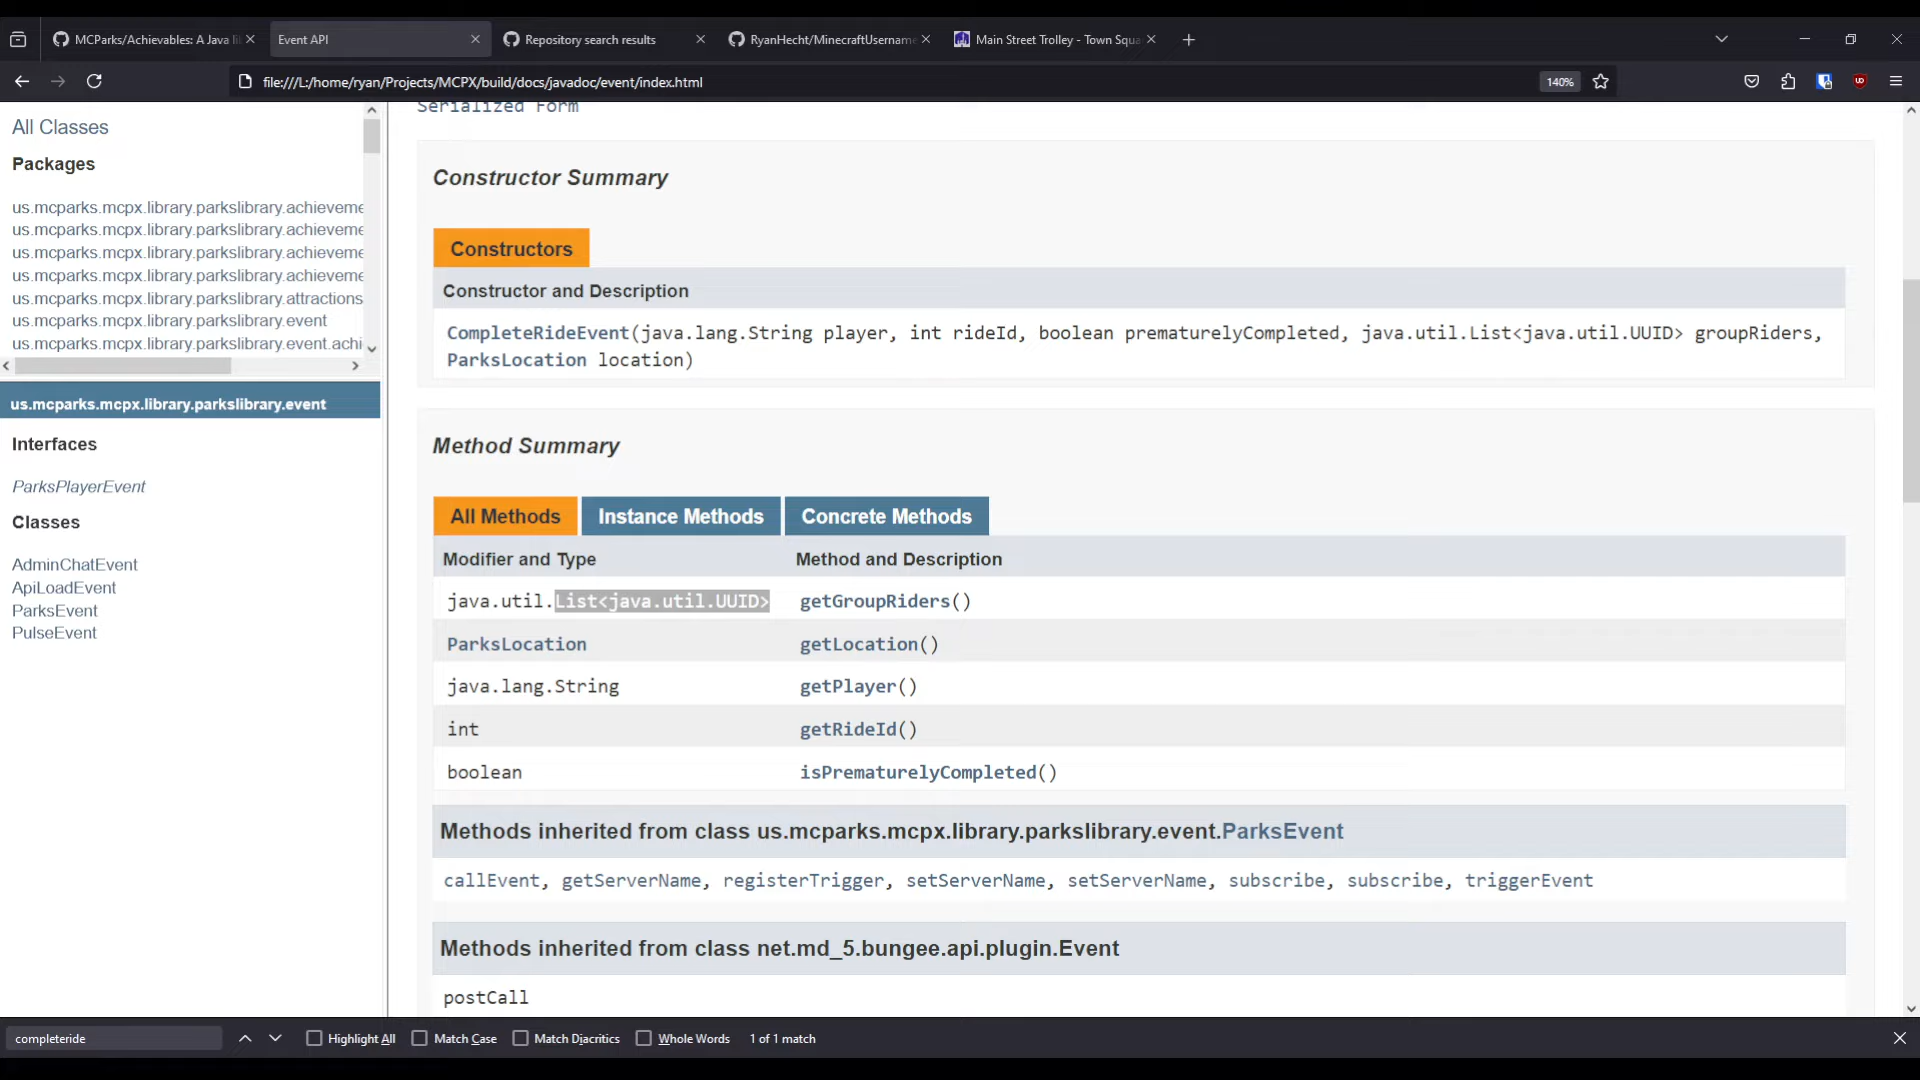 MCParks/Achievables: A Java li
Event API
Repository search results
RyanHecht/MinecraftUsername
Main Street Trolley - Town Squa
file:///L:/home/ryan/Projects/MCPX/build/docs/javadoc/event/index.html
140%
All Classes
Packages
us.mcparks.mcpx.library.parkslibrary.achieveme
us.mcparks.mcpx.library.parkslibrary.achieveme
us.mcparks.mcpx.library.parkslibrary.achieveme
us.mcparks.mcpx.library.parkslibrary.achieveme
us.mcparks.mcpx.library.parkslibrary.attractions
us.mcparks.mcpx.library.parkslibrary.event
us.mcparks.mcpx.library.parkslibrary.event.achi
us.mcparks.mcpx.library.parkslibrary.event
Interfaces
ParksPlayerEvent
Classes
AdminChatEvent
ApiLoadEvent
ParksEvent
PulseEvent
Serialized Form
Constructor Summary
Constructors
Constructor and Description
CompleteRideEvent(java.lang.String player, int rideId, boolean prematurelyCompleted, java.util.List<java.util.UUID> groupRiders,
ParksLocation location)
Method Summary
All Methods Instance Methods Concrete Methods
Modifier and Type Method and Description
java.util.List<java.util.UUID> getGroupRiders()
ParksLocation getLocation()
java.lang.String getPlayer()
int getRideId()
boolean isPrematurelyCompleted()
Methods inherited from class us.mcparks.mcpx.library.parkslibrary.event.ParksEvent
callEvent, getServerName, registerTrigger, setServerName, setServerName, subscribe, subscribe, triggerEvent
Methods inherited from class net.md_5.bungee.api.plugin.Event
postCall
completeride
Highlight All
Match Case
Match Diacritics
Whole Words
1 of 1 match